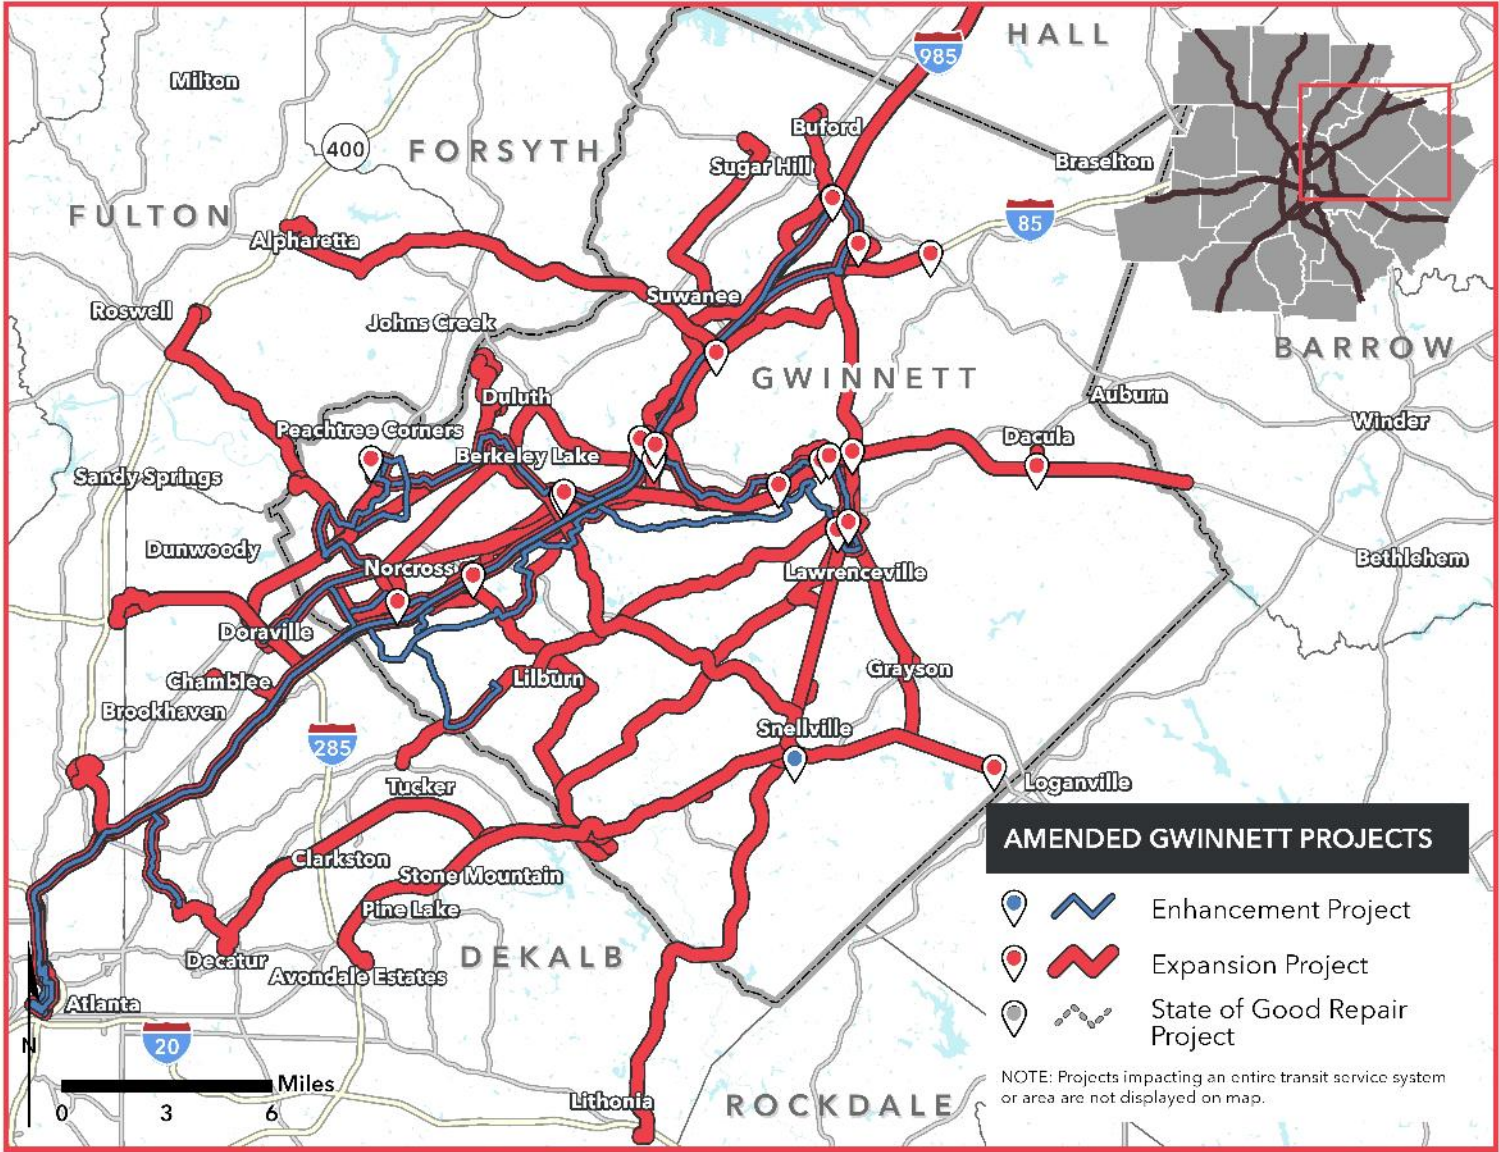 HALL
985
Milton
Buford
400
FORSYTH
Braselton
Sugar Hill
FULTON
85
Alpharetta
Suwanee
Roswell
Johns Creek
BARROW
GWINNETT
Duluth
Auburn
Winder
Peachtree Corners
Dacula
Berkeley Lake
Sandy Springs
Dunwoody
Bethlehem
Norcross
Lawrenceville
Doraville
Grayson
Chamblee
Lilburn
Brookhaven
Snellville
285
Tucker
Loganville
AMENDED GWINNETT PROJECTS
Clarkston
Stone Mountain
Pine Lake
Enhancement Project
DEKALB
Decatur
Avondale Estates
Expansion Project
Atlanta
State of Good Repair
Project
N
20
Miles
0 3 6
NOTE: Projects impacting an entire transit service system
or area are not displayed on map.
Lithonia
ROCKDALE